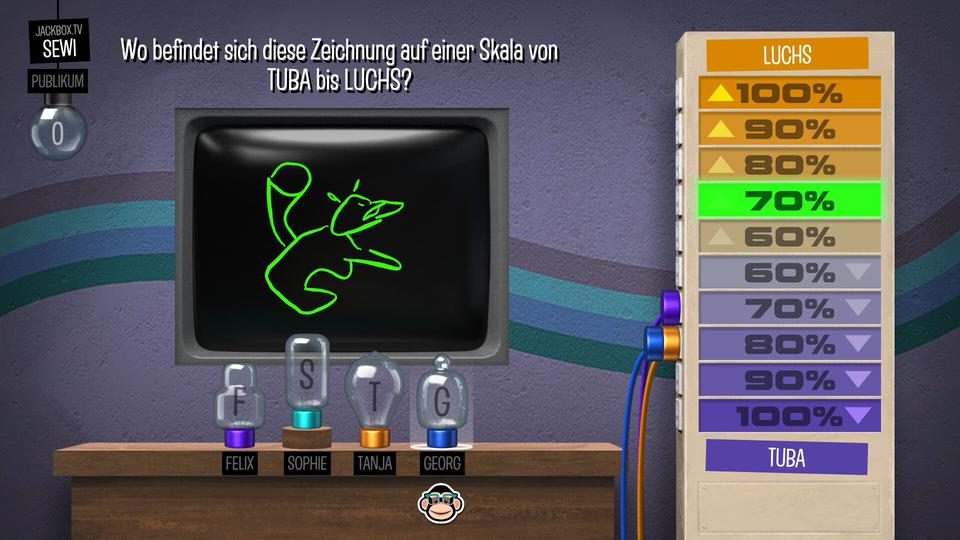 JACKBOX.TV
SEWI
PUBLIKUM
0
Wo befindet sich diese Zeichnung auf einer Skala von
TUBA bis LUCHS?
LUCHS
100%
90%
80%
70%
60%
60%
70%
80%
90%
100%
TUBA
F
S
T
G
FELIX
SOPHIE
TANJA
GEORG